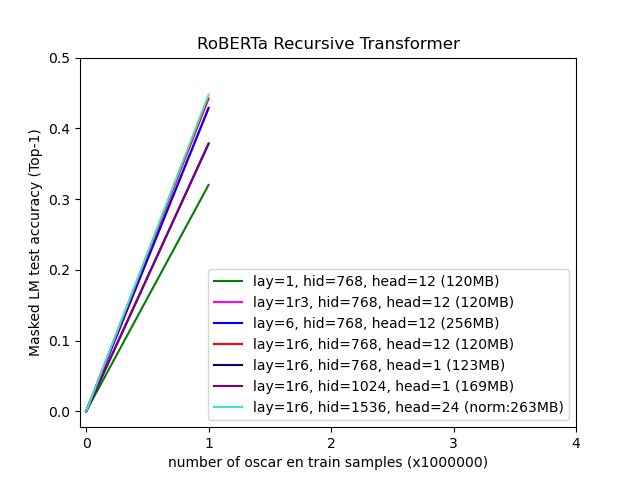 RoBERTa Recursive Transformer
Masked LM test accuracy (Top-1)
0.5
0.4
0.3
0.2
0.1
0.0
lay=1, hid=768, head=12 (120MB)
lay=1r3, hid=768, head=12 (120MB)
lay=6, hid=768, head=12 (256MB)
lay=1r6, hid=768, head=12 (120MB)
lay=1r6, hid=768, head=1 (123MB)
lay=1r6, hid=1024, head=1 (169MB)
lay=1r6, hid=1536, head=24 (norm:263MB)
0 1 2 3 4
number of oscar en train samples (x1000000)